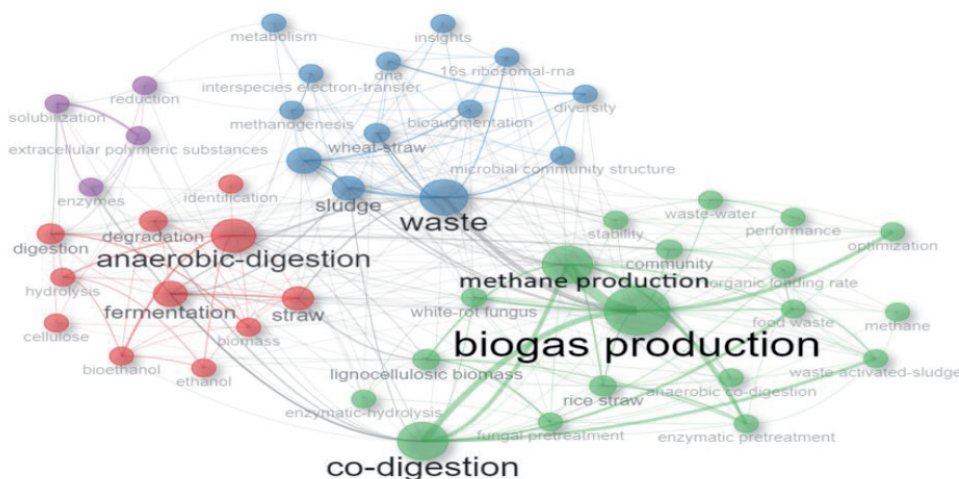 metabolism
insights
dna
16s ribosomal-rna
interspecies electron-transfer
reduction
diversity
solubilization
methanogenesis
bioaugmentation
extracellular polymeric substances
wheat-straw
microbial community structure
enzymes
identification
sludge
waste
waste-water
performance
digestion
degradation
stability
optimization
anaerobic-digestion
community
hydrolysis
methane production
organic loading rate
fermentation
straw
white-rot fungus
food waste
methane
cellulose
biomass
biogas production
bioethanol
ethanol
lignocellulosic biomass
waste activated-sludge
rice straw
anaerobic co-digestion
enzymatic-hydrolysis
fungal pretreatment
enzymatic pretreatment
co-digestion